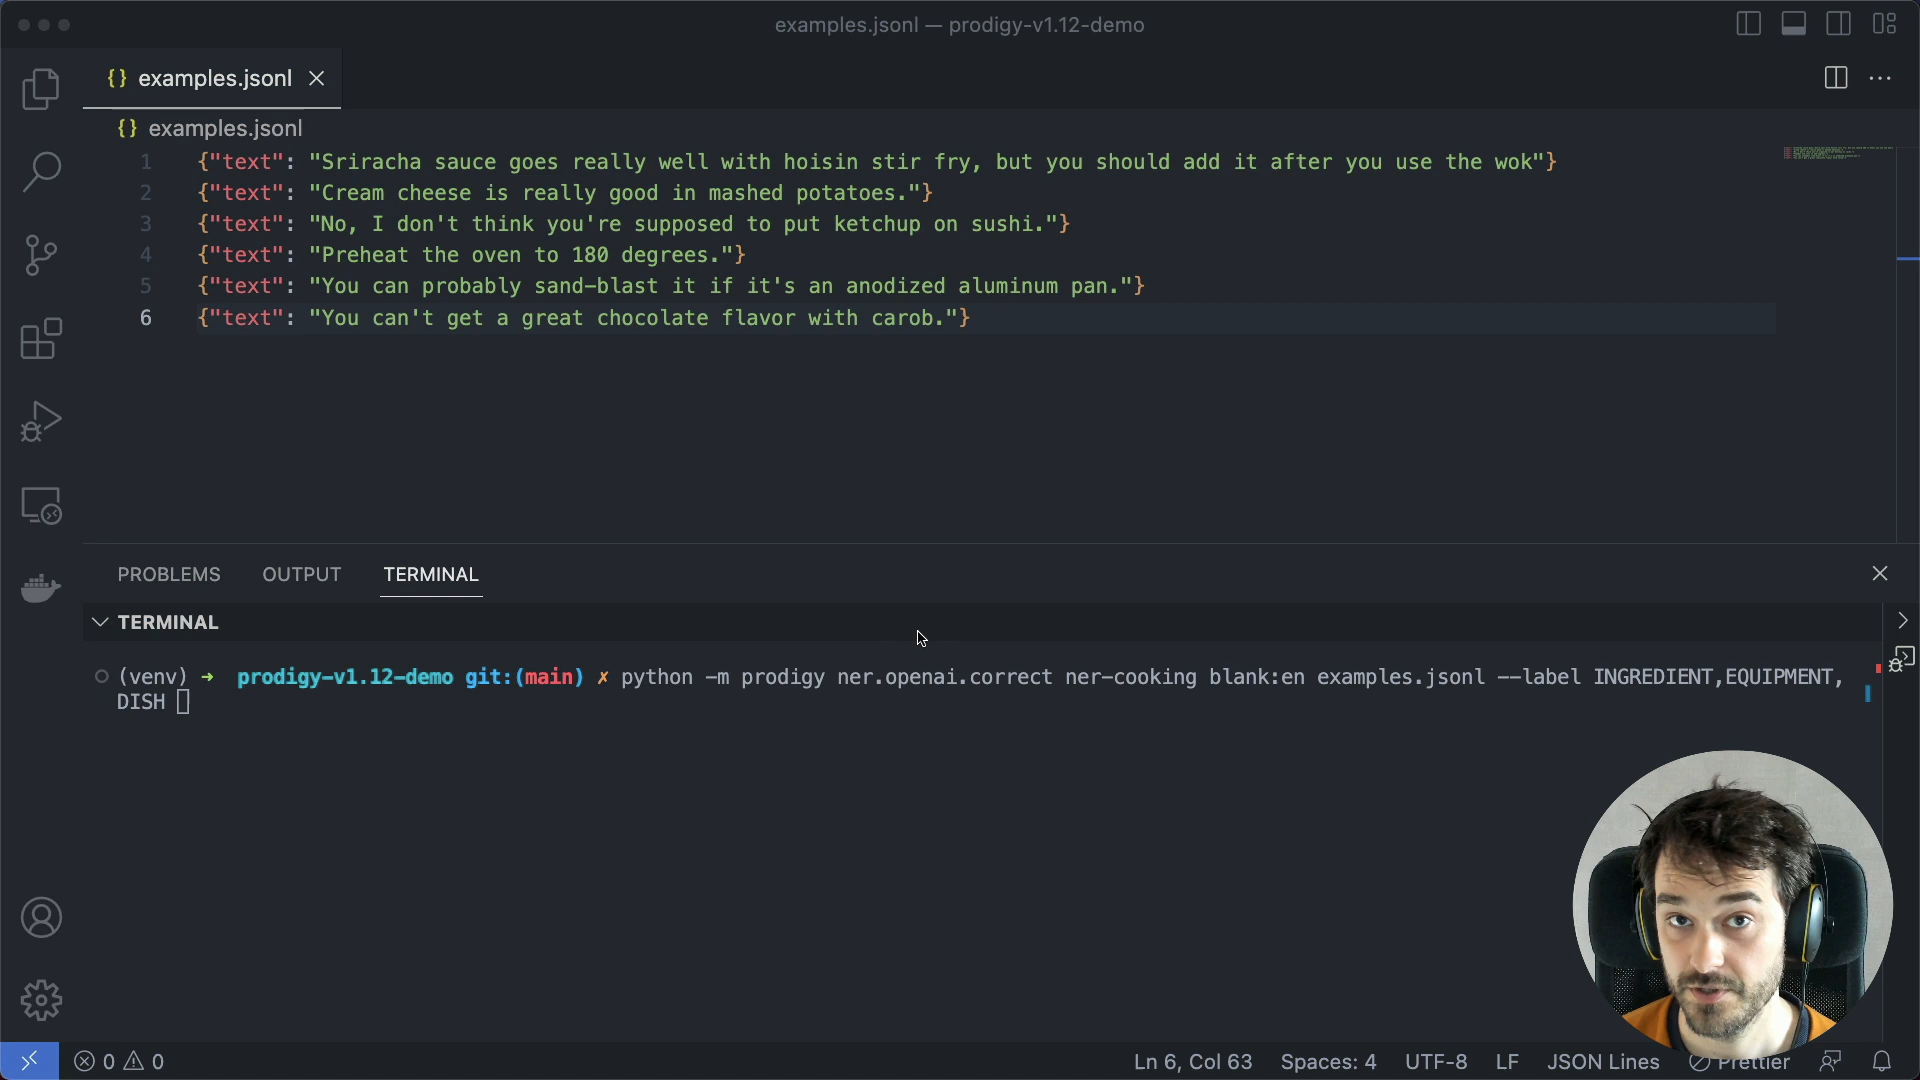 examples.jsonl — prodigy-v1.12-demo
{} examples.jsonl
{} examples.jsonl
1 {"text": "Sriracha sauce goes really well with hoisin stir fry, but you should add it after you use the wok"}
2 {"text": "Cream cheese is really good in mashed potatoes."}
3 {"text": "No, I don't think you're supposed to put ketchup on sushi."}
4 {"text": "Preheat the oven to 180 degrees."}
5 {"text": "You can probably sand-blast it if it's an anodized aluminum pan."}
6 {"text": "You can't get a great chocolate flavor with carob."}
PROBLEMS OUTPUT TERMINAL
TERMINAL
(venv) ➜ prodigy-v1.12-demo git:(main) ✗ python -m prodigy ner.openai.correct ner-cooking blank:en examples.jsonl --label INGREDIENT,EQUIPMENT,
DISH
0 0 Ln 6, Col 63 Spaces: 4 UTF-8 LF JSON Lines Prettier